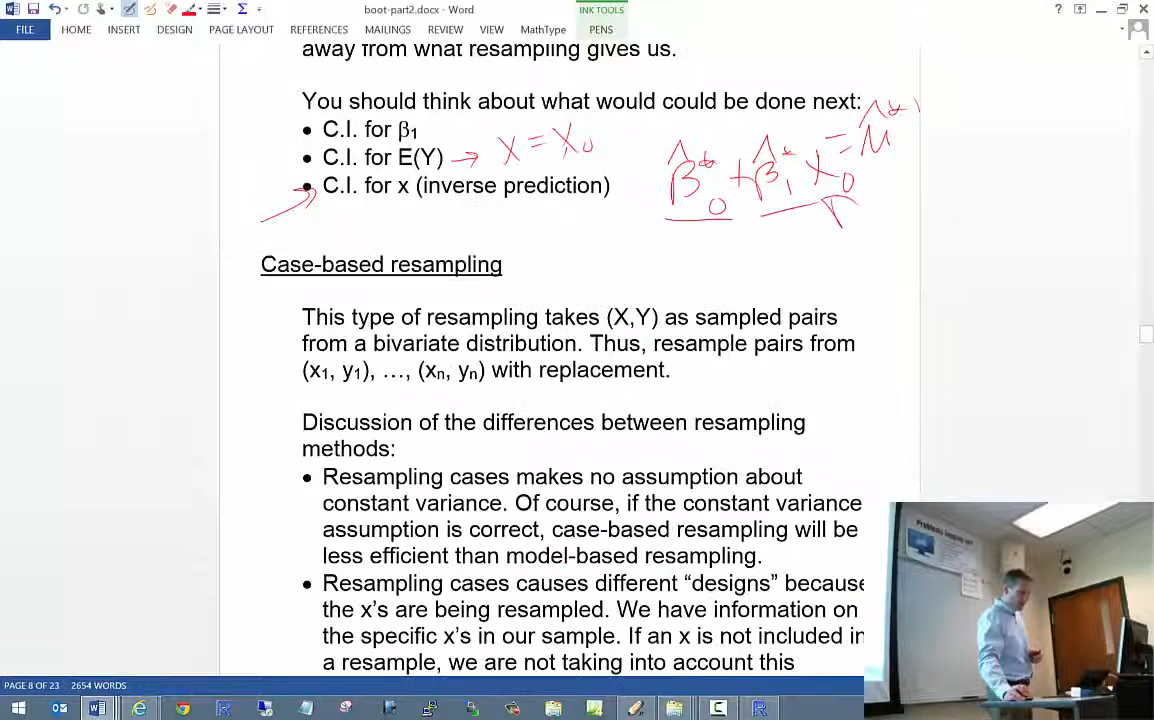 boot-part2.docx - Word
INK TOOLS
FILE HOME INSERT DESIGN PAGE LAYOUT REFERENCES MAILINGS REVIEW VIEW MathType PENS
away from what resampling gives us.
You should think about what would could be done next:
• C.I. for β₁
• C.I. for E(Y) → X = X₀
β̂*₀ + β̂*₁ X₀ = μ̂*
• C.I. for x (inverse prediction)
Case-based resampling
This type of resampling takes (X,Y) as sampled pairs
from a bivariate distribution. Thus, resample pairs from
(x₁, y₁), …, (xₙ, yₙ) with replacement.
Discussion of the differences between resampling
methods:
• Resampling cases makes no assumption about
constant variance. Of course, if the constant variance
assumption is correct, case-based resampling will be
less efficient than model-based resampling.
• Resampling cases causes different “designs” because
the x’s are being resampled. We have information on
the specific x’s in our sample. If an x is not included in
a resample, we are not taking into account this
PAGE 8 OF 23 2654 WORDS